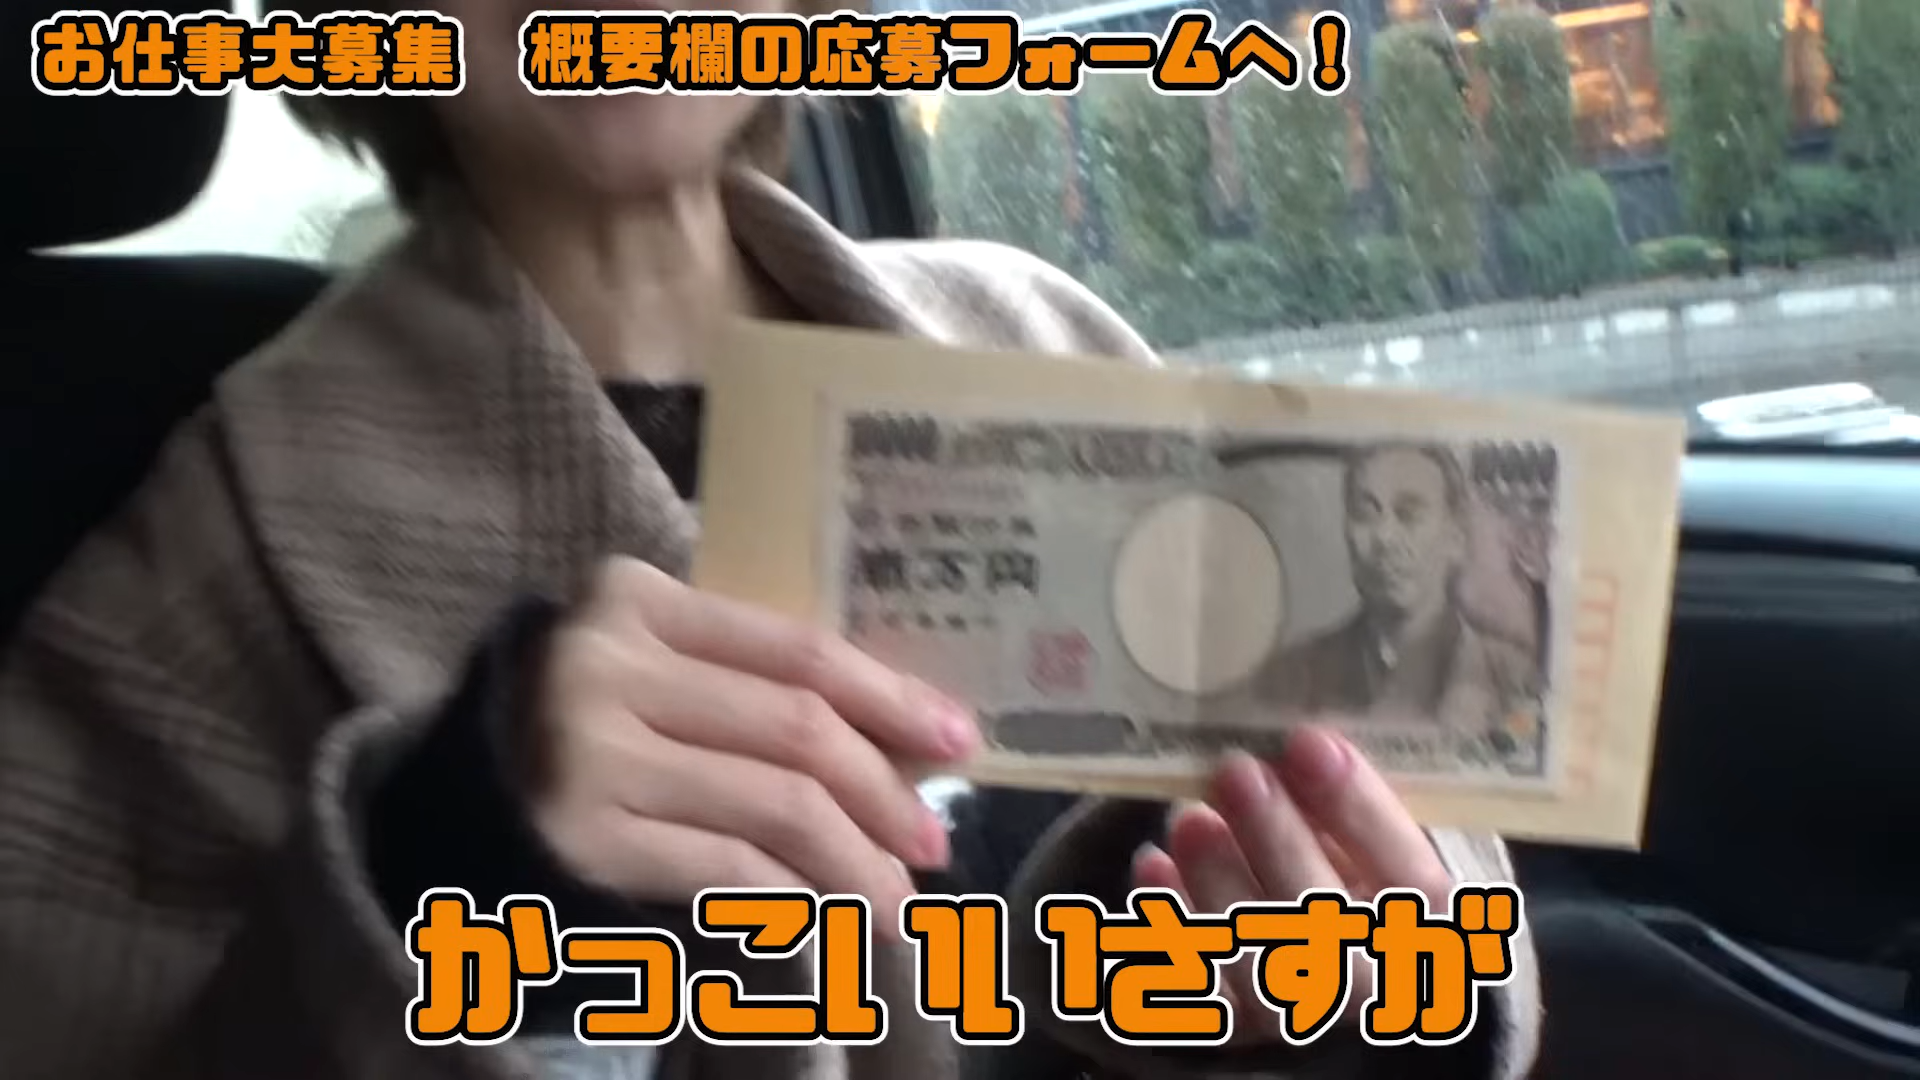 お仕事大募集　概要欄の応募フォームへ！
壱万円
かっこいいさすが